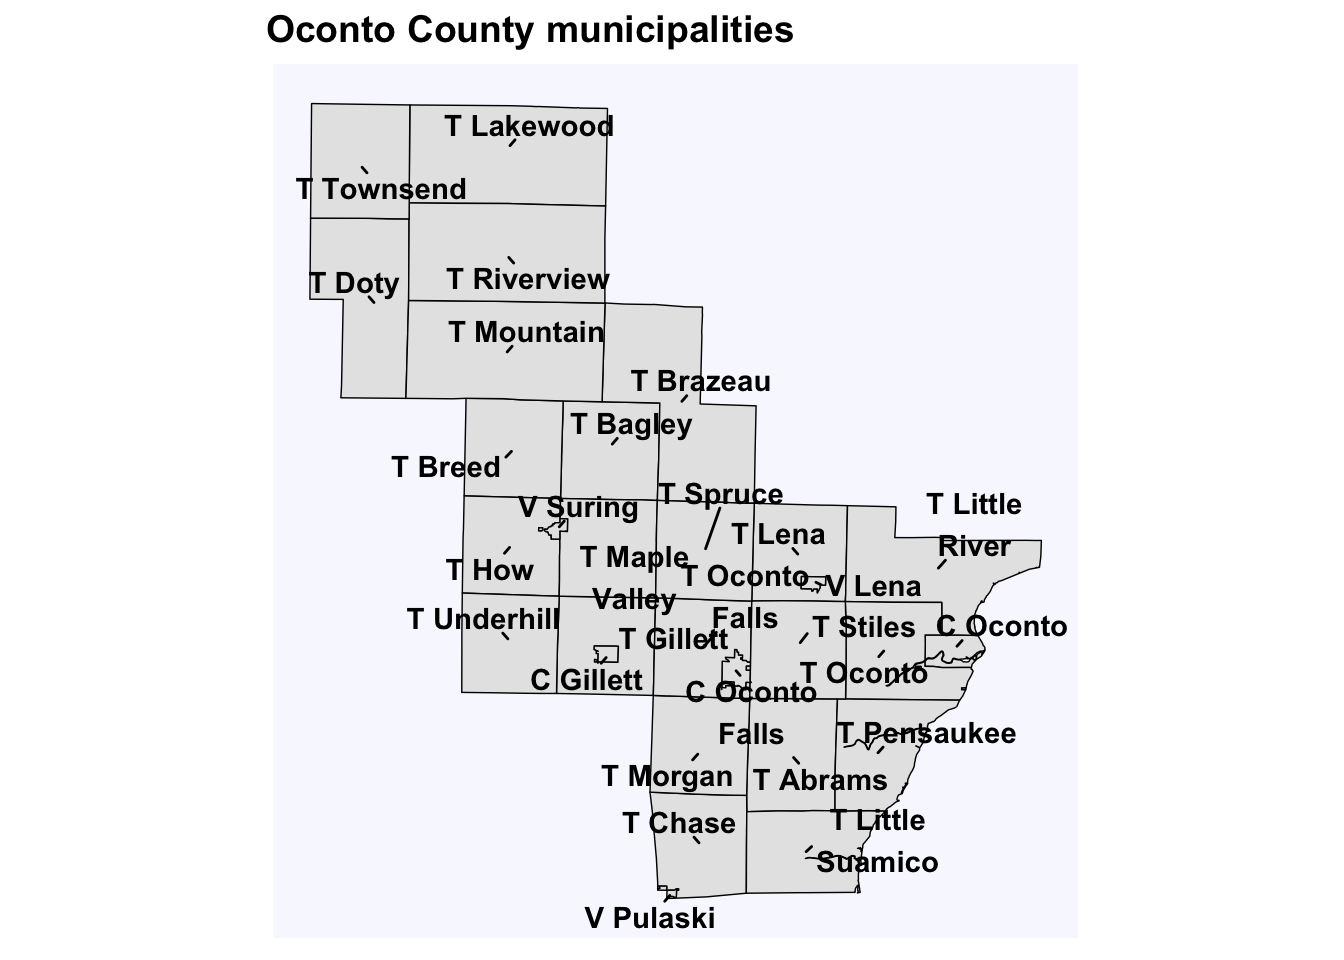 Oconto County municipalities
T Lakewood
T Townsend
T Doty
T Riverview
T Mountain
T Brazeau
T Bagley
T Breed
T Spruce
V Suring
T Little
River
T Lena
T Maple
Valley
T How
T Oconto
Falls
V Lena
T Underhill
T Gillett
T Stiles
C Oconto
C Gillett
T Oconto
C Oconto
Falls
T Pensaukee
T Morgan
T Abrams
T Chase
T Little
Suamico
V Pulaski